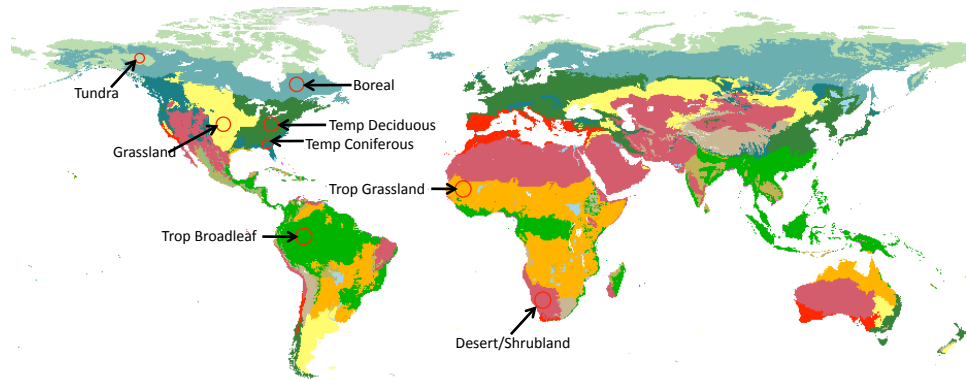 Tundra
Boreal
Temp Deciduous
Temp Coniferous
Grassland
Trop Grassland
Trop Broadleaf
Desert/Shrubland